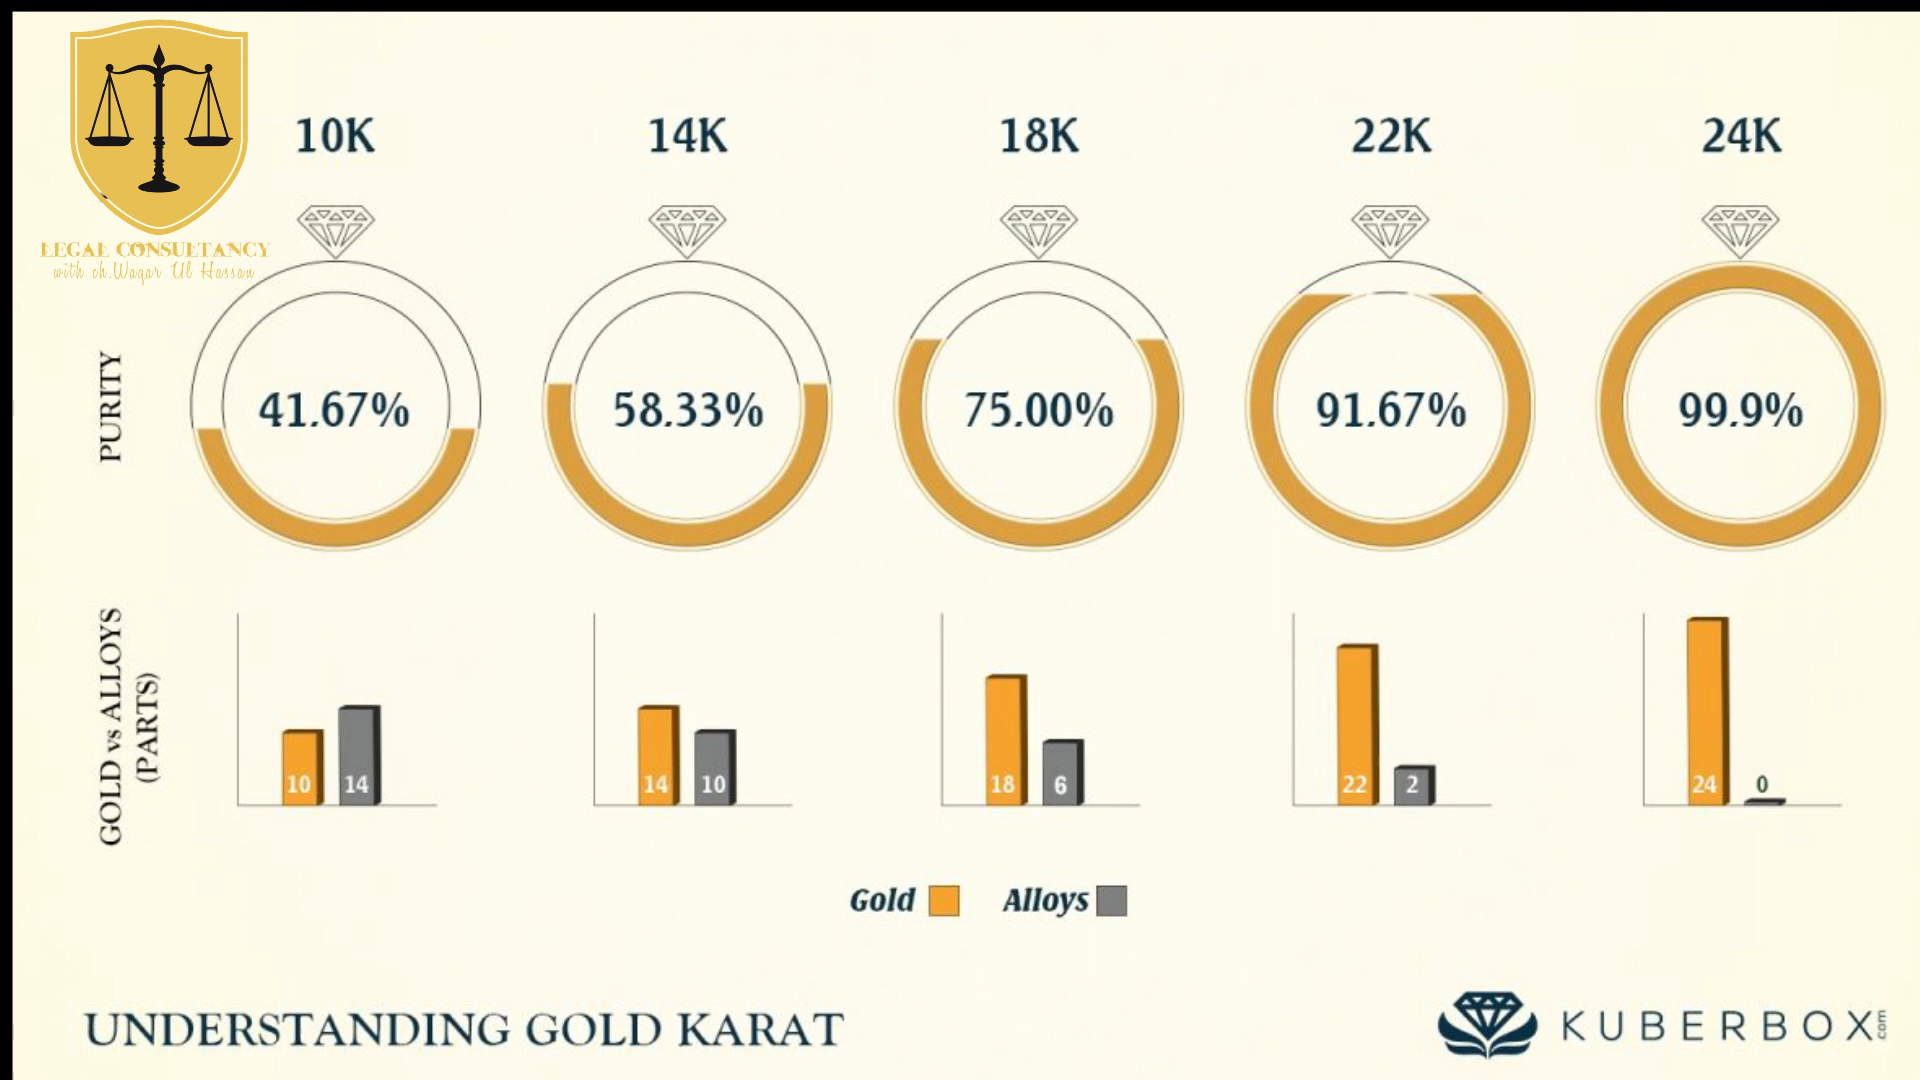 10K 14K 18K 22K 24K
LEGAL CONSULTANCY
with ch.Waqar Ul Hassan
PURITY
41.67% 58.33% 75.00% 91.67% 99.9%
GOLD vs ALLOYS
(PARTS)
10 14 14 10 18 6 22 2 24 0
Gold Alloys
UNDERSTANDING GOLD KARAT
KUBERBOX.com